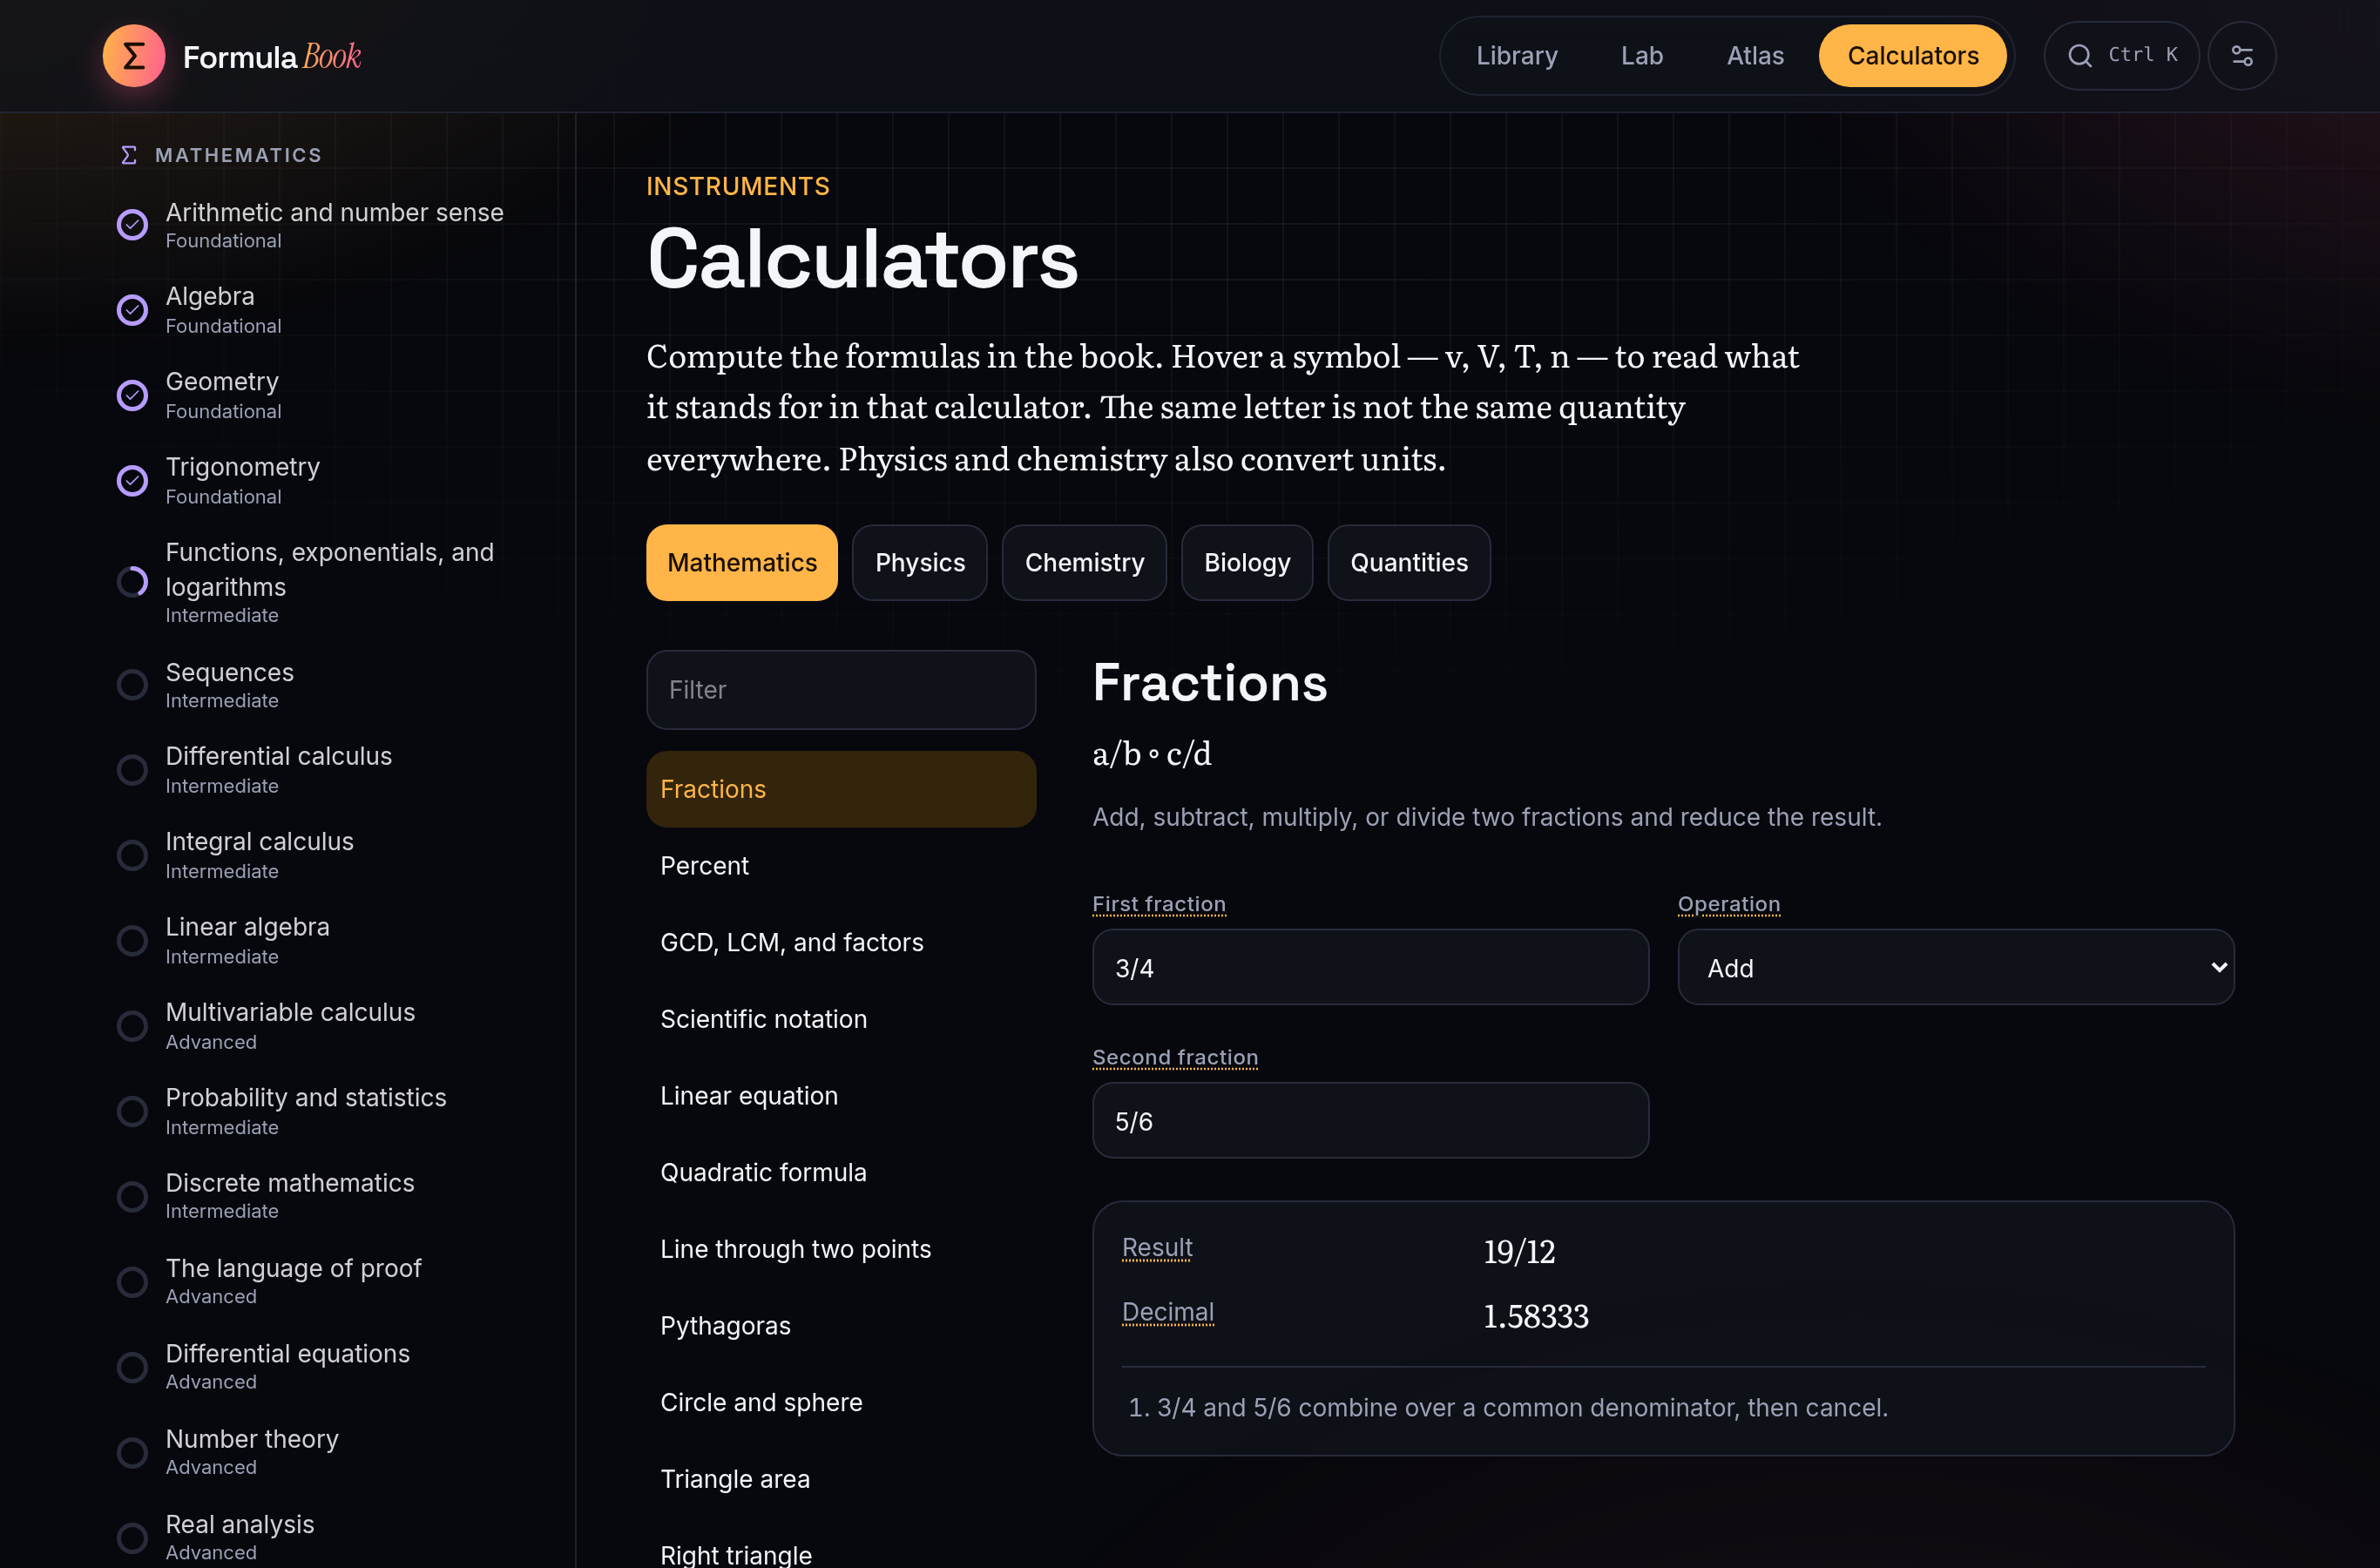 Σ Formula Book
Library
Lab
Atlas
Calculators
Ctrl K
Σ MATHEMATICS
Arithmetic and number sense
Foundational
Algebra
Foundational
Geometry
Foundational
Trigonometry
Foundational
Functions, exponentials, and
logarithms
Intermediate
Sequences
Intermediate
Differential calculus
Intermediate
Integral calculus
Intermediate
Linear algebra
Intermediate
Multivariable calculus
Advanced
Probability and statistics
Intermediate
Discrete mathematics
Intermediate
The language of proof
Advanced
Differential equations
Advanced
Number theory
Advanced
Real analysis
Advanced
INSTRUMENTS
Calculators
Compute the formulas in the book. Hover a symbol — v, V, T, n — to read what
it stands for in that calculator. The same letter is not the same quantity
everywhere. Physics and chemistry also convert units.
Mathematics
Physics
Chemistry
Biology
Quantities
Filter
Fractions
Percent
GCD, LCM, and factors
Scientific notation
Linear equation
Quadratic formula
Line through two points
Pythagoras
Circle and sphere
Triangle area
Right triangle
Fractions
a/b ∘ c/d
Add, subtract, multiply, or divide two fractions and reduce the result.
First fraction
3/4
Operation
Add
Second fraction
5/6
Result 19/12
Decimal 1.58333
1. 3/4 and 5/6 combine over a common denominator, then cancel.